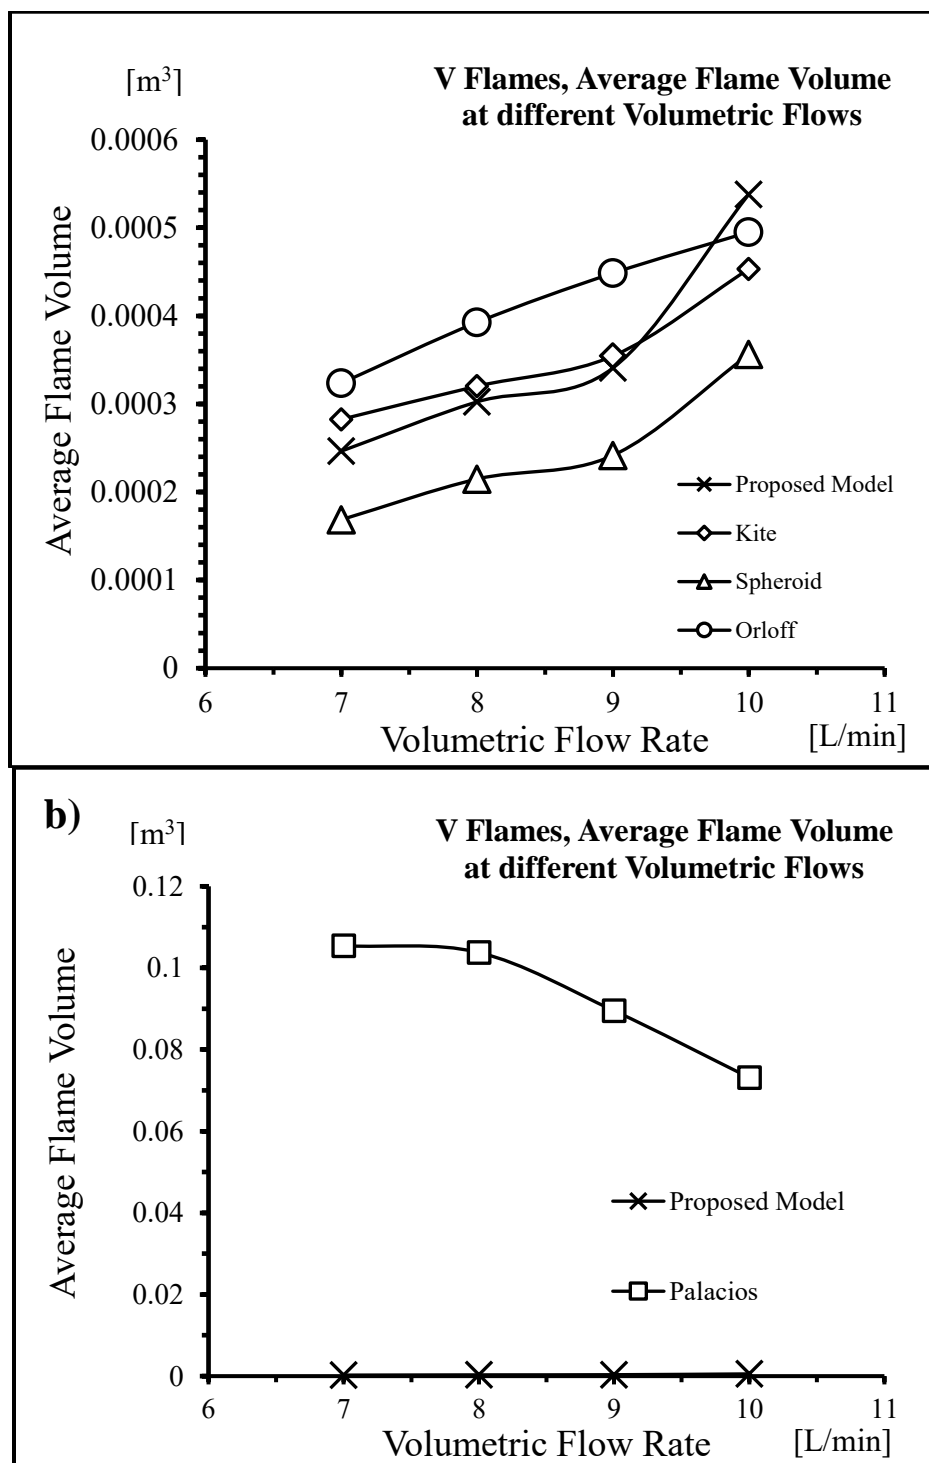 [m³]
V Flames, Average Flame Volume
at different Volumetric Flows
Average Flame Volume
0.0006
0.0005
0.0004
0.0003
0.0002
0.0001
0
Proposed Model
Kite
Spheroid
Orloff
6 7 8 9 10 11
Volumetric Flow Rate [L/min]
b)
[m³]
V Flames, Average Flame Volume
at different Volumetric Flows
Average Flame Volume
0.12
0.1
0.08
0.06
0.04
0.02
0
Proposed Model
Palacios
6 7 8 9 10 11
Volumetric Flow Rate [L/min]